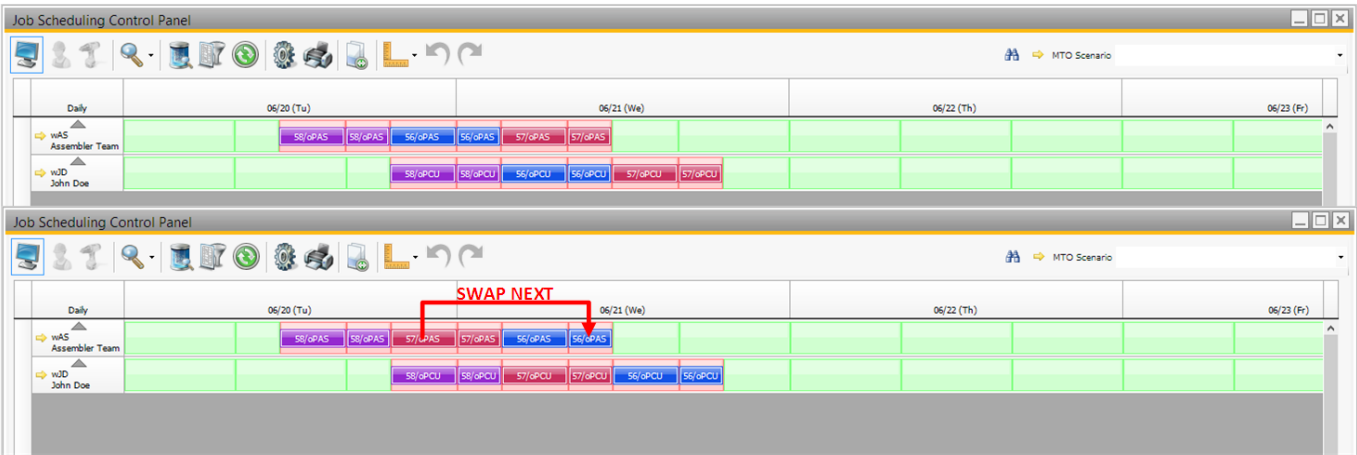 Job Scheduling Control Panel
MTO Scenario
Daily 06/20 (Tu) 06/21 (We) 06/22 (Th) 06/23 (Fr)
wAS 58/oPAS 58/oPAS 56/oPAS 56/oPAS 57/oPAS 57/oPAS
Assembler Team
wJD 58/oPCU 58/oPCU 56/oPCU 56/oPCU 57/oPCU 57/oPCU
John Doe
Job Scheduling Control Panel
MTO Scenario
SWAP NEXT
Daily 06/20 (Tu) 06/21 (We) 06/22 (Th) 06/23 (Fr)
wAS 58/oPAS 58/oPAS 57/oPAS 57/oPAS 56/oPAS 56/oPAS
Assembler Team
wJD 58/oPCU 58/oPCU 57/oPCU 57/oPCU 56/oPCU 56/oPCU
John Doe